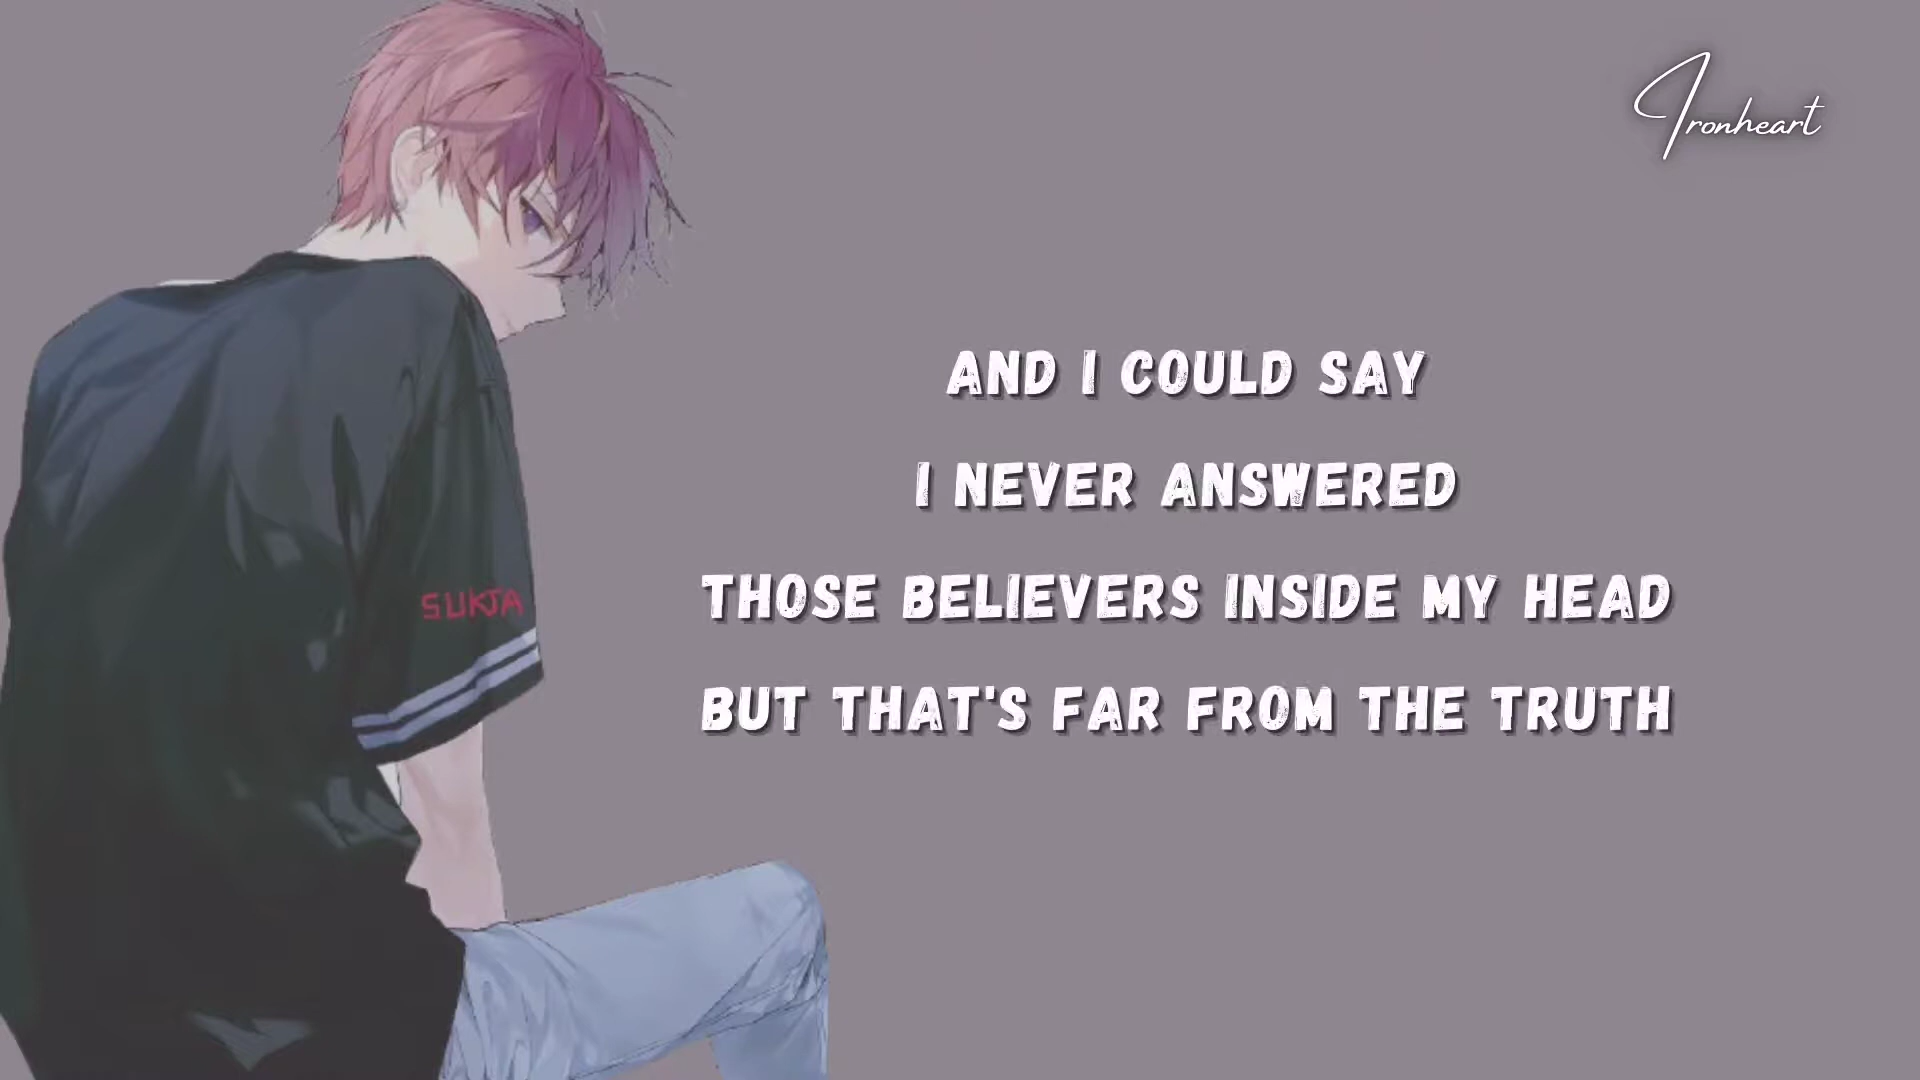 Ironheart
AND I COULD SAY
I NEVER ANSWERED
THOSE BELIEVERS INSIDE MY HEAD
BUT THAT'S FAR FROM THE TRUTH
SUKJA